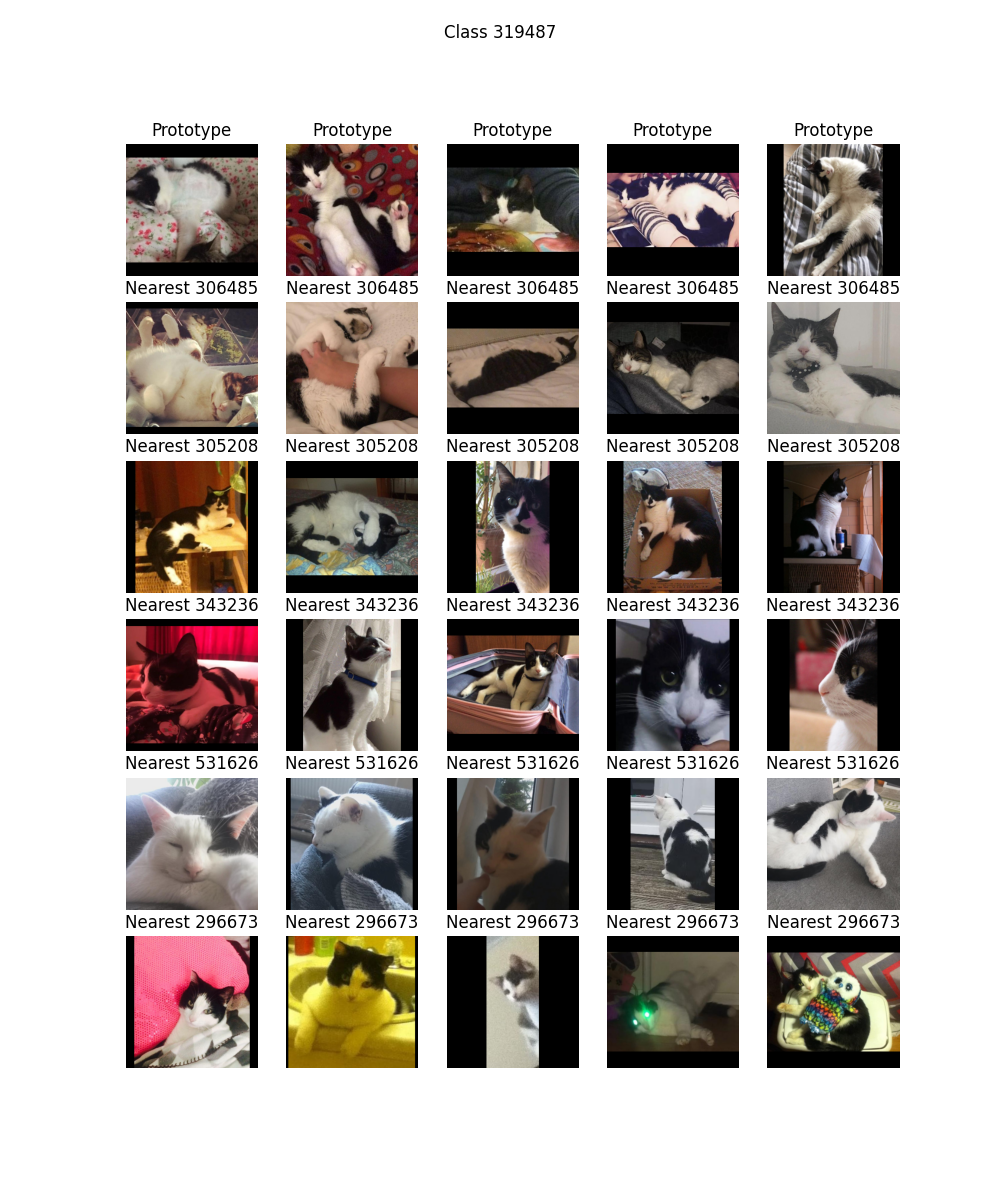 Class 319487
Prototype Prototype Prototype Prototype Prototype
Nearest 306485 Nearest 306485 Nearest 306485 Nearest 306485 Nearest 306485
Nearest 305208 Nearest 305208 Nearest 305208 Nearest 305208 Nearest 305208
Nearest 343236 Nearest 343236 Nearest 343236 Nearest 343236 Nearest 343236
Nearest 531626 Nearest 531626 Nearest 531626 Nearest 531626 Nearest 531626
Nearest 296673 Nearest 296673 Nearest 296673 Nearest 296673 Nearest 296673